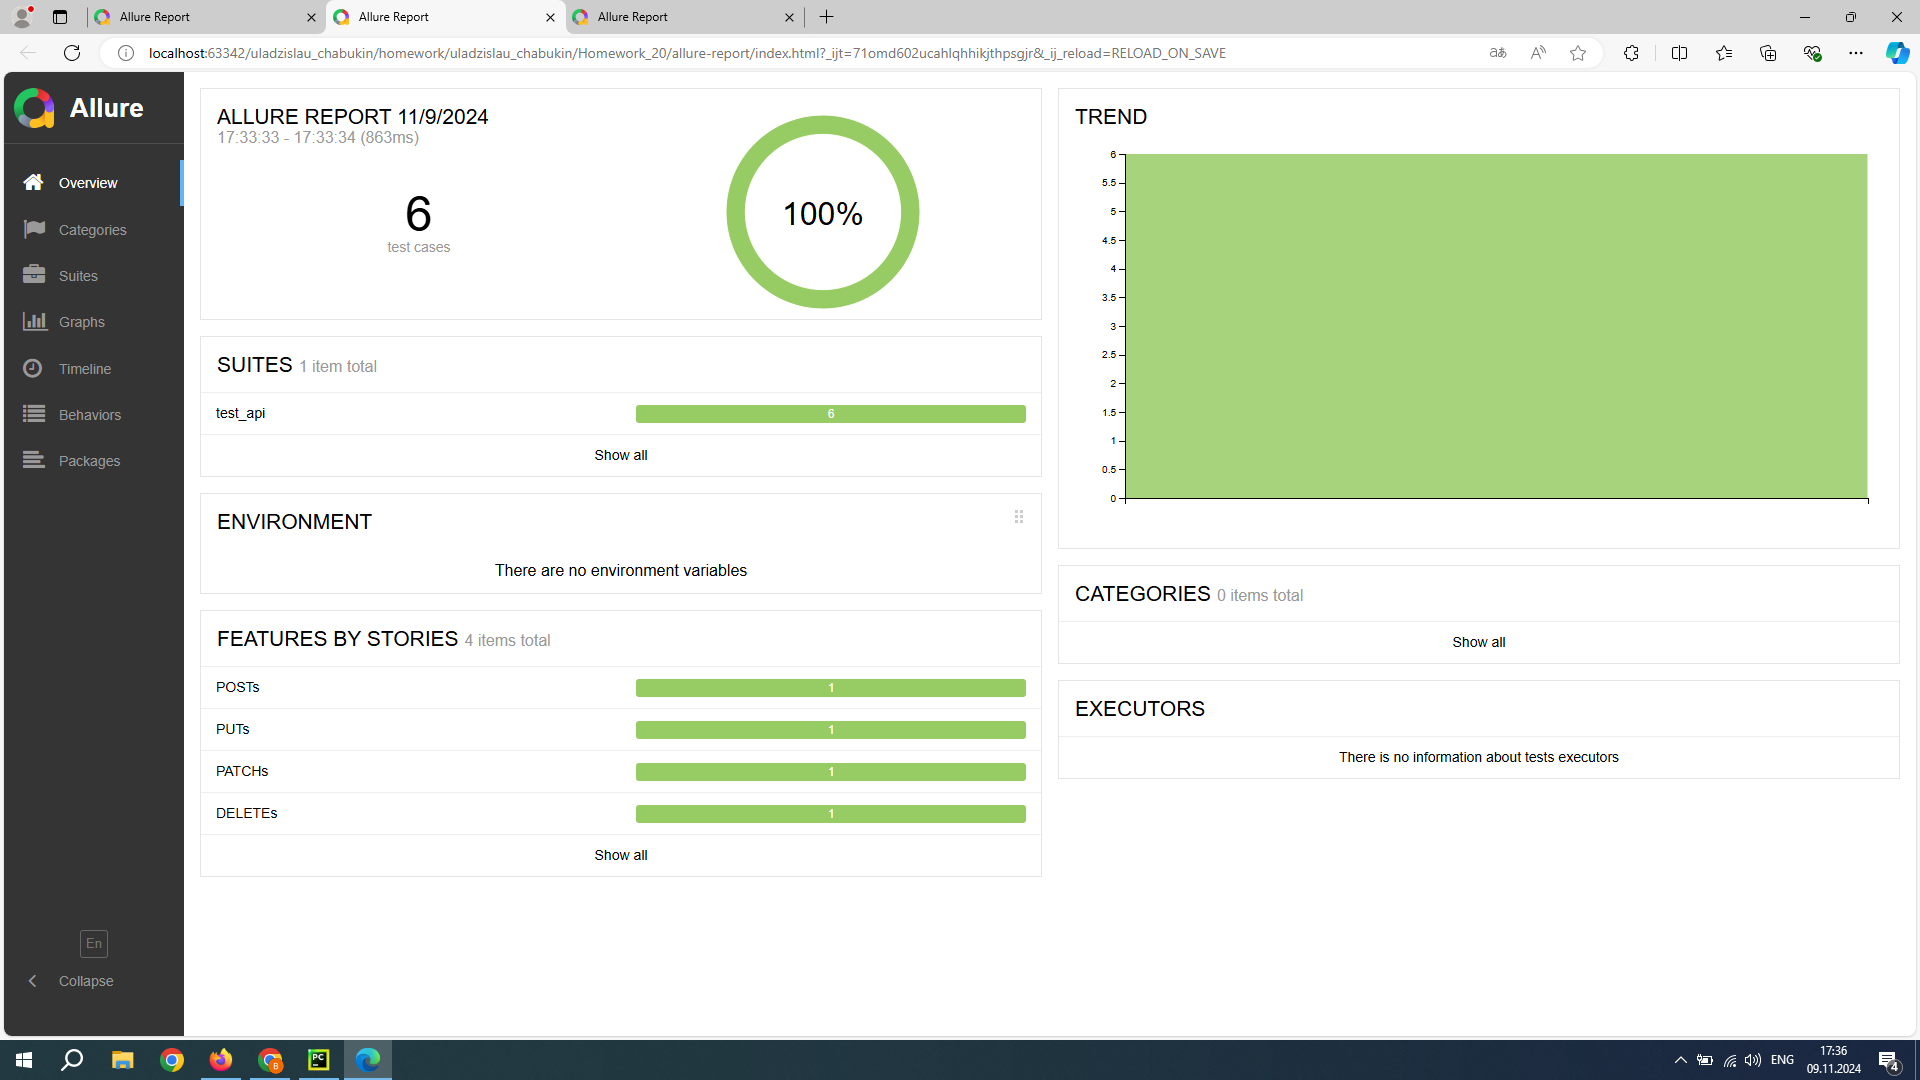 Allure Report
Allure Report
Allure Report
localhost:63342/uladzislau_chabukin/homework/uladzislau_chabukin/Homework_20/allure-report/index.html?_ijt=71omd602ucahlqhhikjthpsgjr&_ij_reload=RELOAD_ON_SAVE
Allure
Overview
Categories
Suites
Graphs
Timeline
Behaviors
Packages
En
Collapse
ALLURE REPORT 11/9/2024
17:33:33 - 17:33:34 (863ms)
6
test cases
100%
SUITES 1 item total
test_api 6
Show all
ENVIRONMENT
There are no environment variables
FEATURES BY STORIES 4 items total
POSTs 1
PUTs 1
PATCHs 1
DELETEs 1
Show all
TREND
6
5.5
5
4.5
4
3.5
3
2.5
2
1.5
1
0.5
0
CATEGORIES 0 items total
Show all
EXECUTORS
There is no information about tests executors
PC
B
ENG
17:36
09.11.2024
4